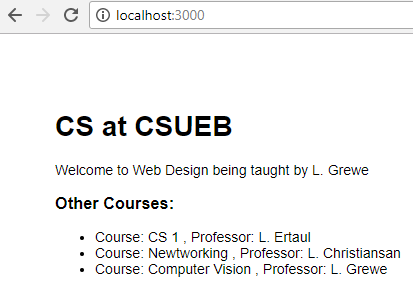 localhost:3000
CS at CSUEB
Welcome to Web Design being taught by L. Grewe
Other Courses:
Course: CS 1 , Professor: L. Ertaul
Course: Newtworking , Professor: L. Christiansan
Course: Computer Vision , Professor: L. Grewe